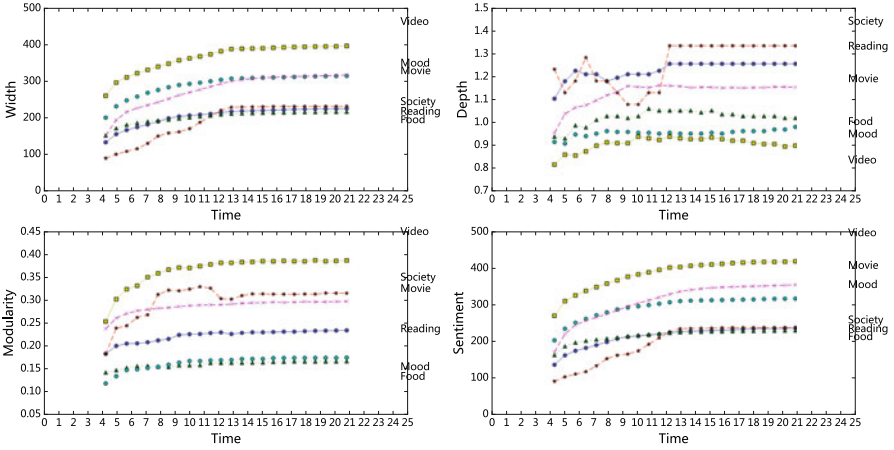 500
400
300
200
100
0
Width
Video
Mood
Movie
Society
Reading
Food
0 1 2 3 4 5 6 7 8 9 10 11 12 13 14 15 16 17 18 19 20 21 22 23 24 25
Time
1.5
1.4
1.3
1.2
1.1
1.0
0.9
0.8
0.7
Depth
Society
Reading
Movie
Food
Mood
Video
0 1 2 3 4 5 6 7 8 9 10 11 12 13 14 15 16 17 18 19 20 21 22 23 24 25
Time
0.45
0.40
0.35
0.30
0.25
0.20
0.15
0.10
0.05
Modularity
Video
Society
Movie
Reading
Mood
Food
0 1 2 3 4 5 6 7 8 9 10 11 12 13 14 15 16 17 18 19 20 21 22 23 24 25
Time
500
400
300
200
100
0
Sentiment
Video
Movie
Mood
Society
Reading
Food
0 1 2 3 4 5 6 7 8 9 10 11 12 13 14 15 16 17 18 19 20 21 22 23 24 25
Time